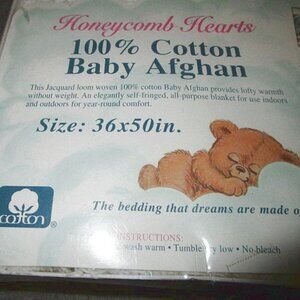 Honeycomb Hearts
100% Cotton
Baby Afghan
This Jacquard loom woven 100% cotton Baby Afghan provides lofty warmth
without weight. An elegantly self-fringed, all-purpose blanket for use indoors
and outdoors for year-round comfort.
Size: 36x50in.
cotton ®
The bedding that dreams are made o
INSTRUCTIONS:
wash warm • Tumble dry low • No bleach